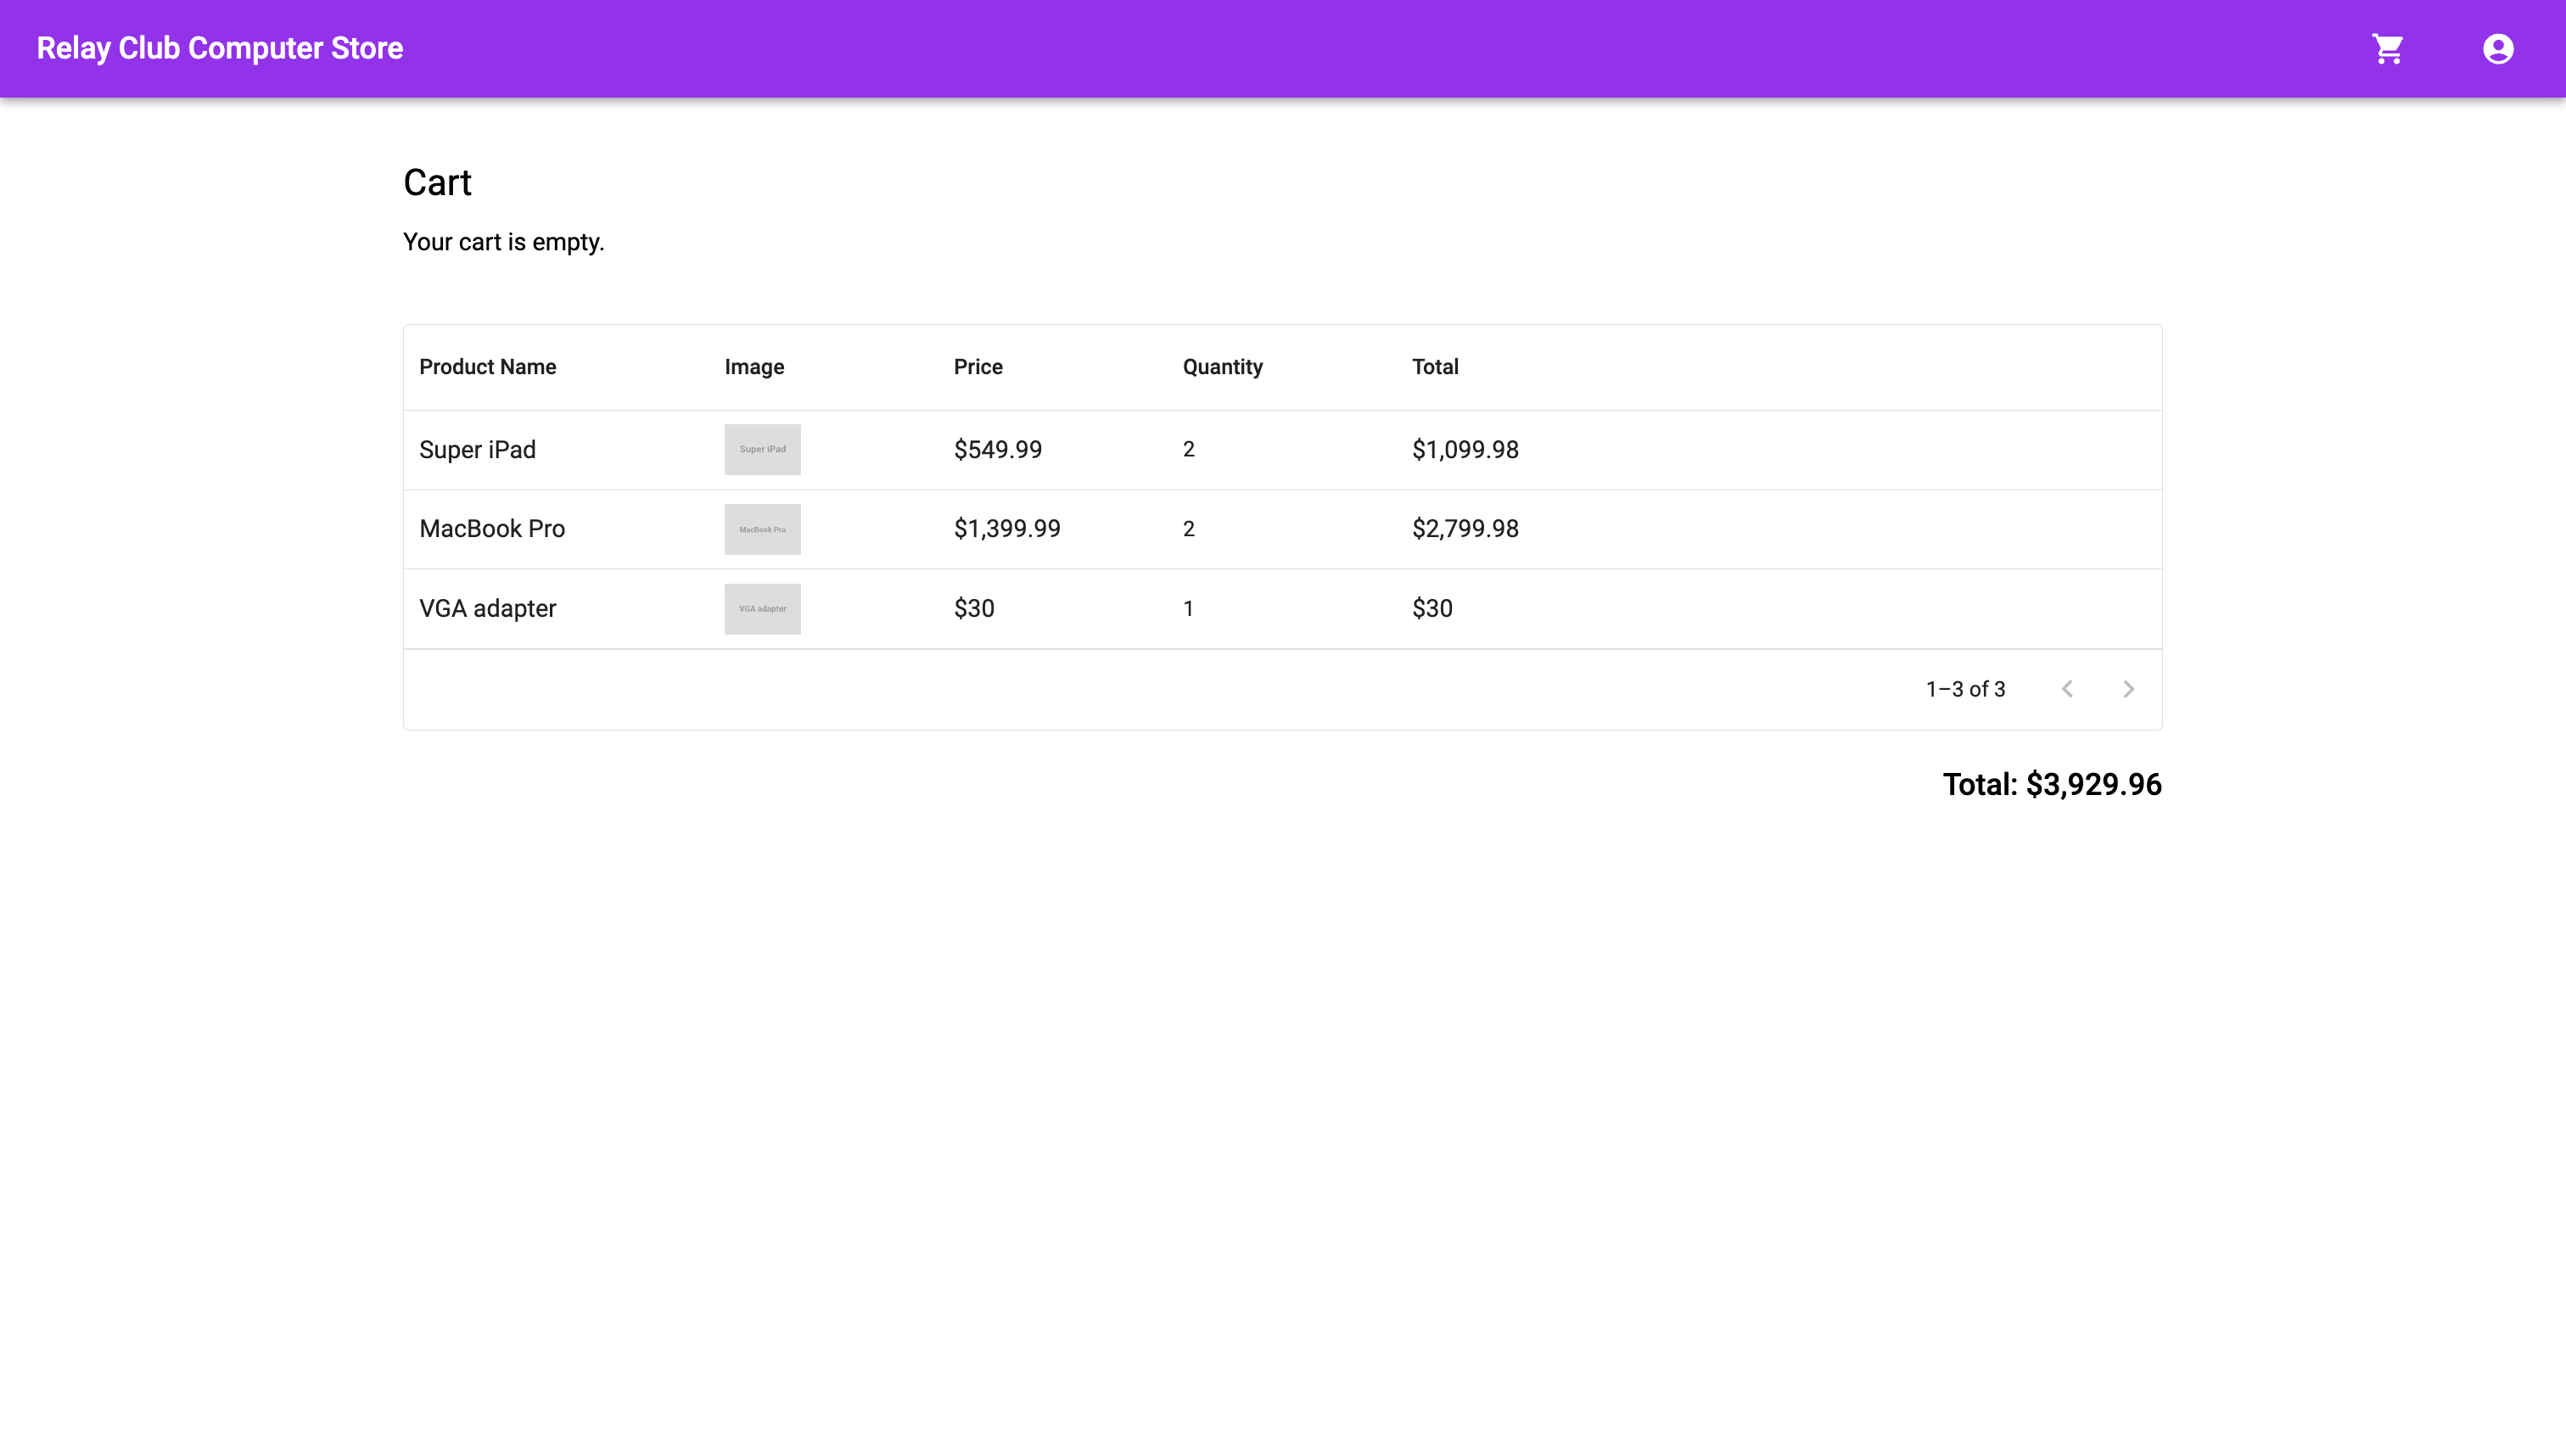 Relay Club Computer Store
Cart
Your cart is empty.
Product Name Image Price Quantity Total
Super iPad Super iPad $549.99 2 $1,099.98
MacBook Pro MacBook Pro $1,399.99 2 $2,799.98
VGA adapter VGA adapter $30 1 $30
1–3 of 3
Total: $3,929.96